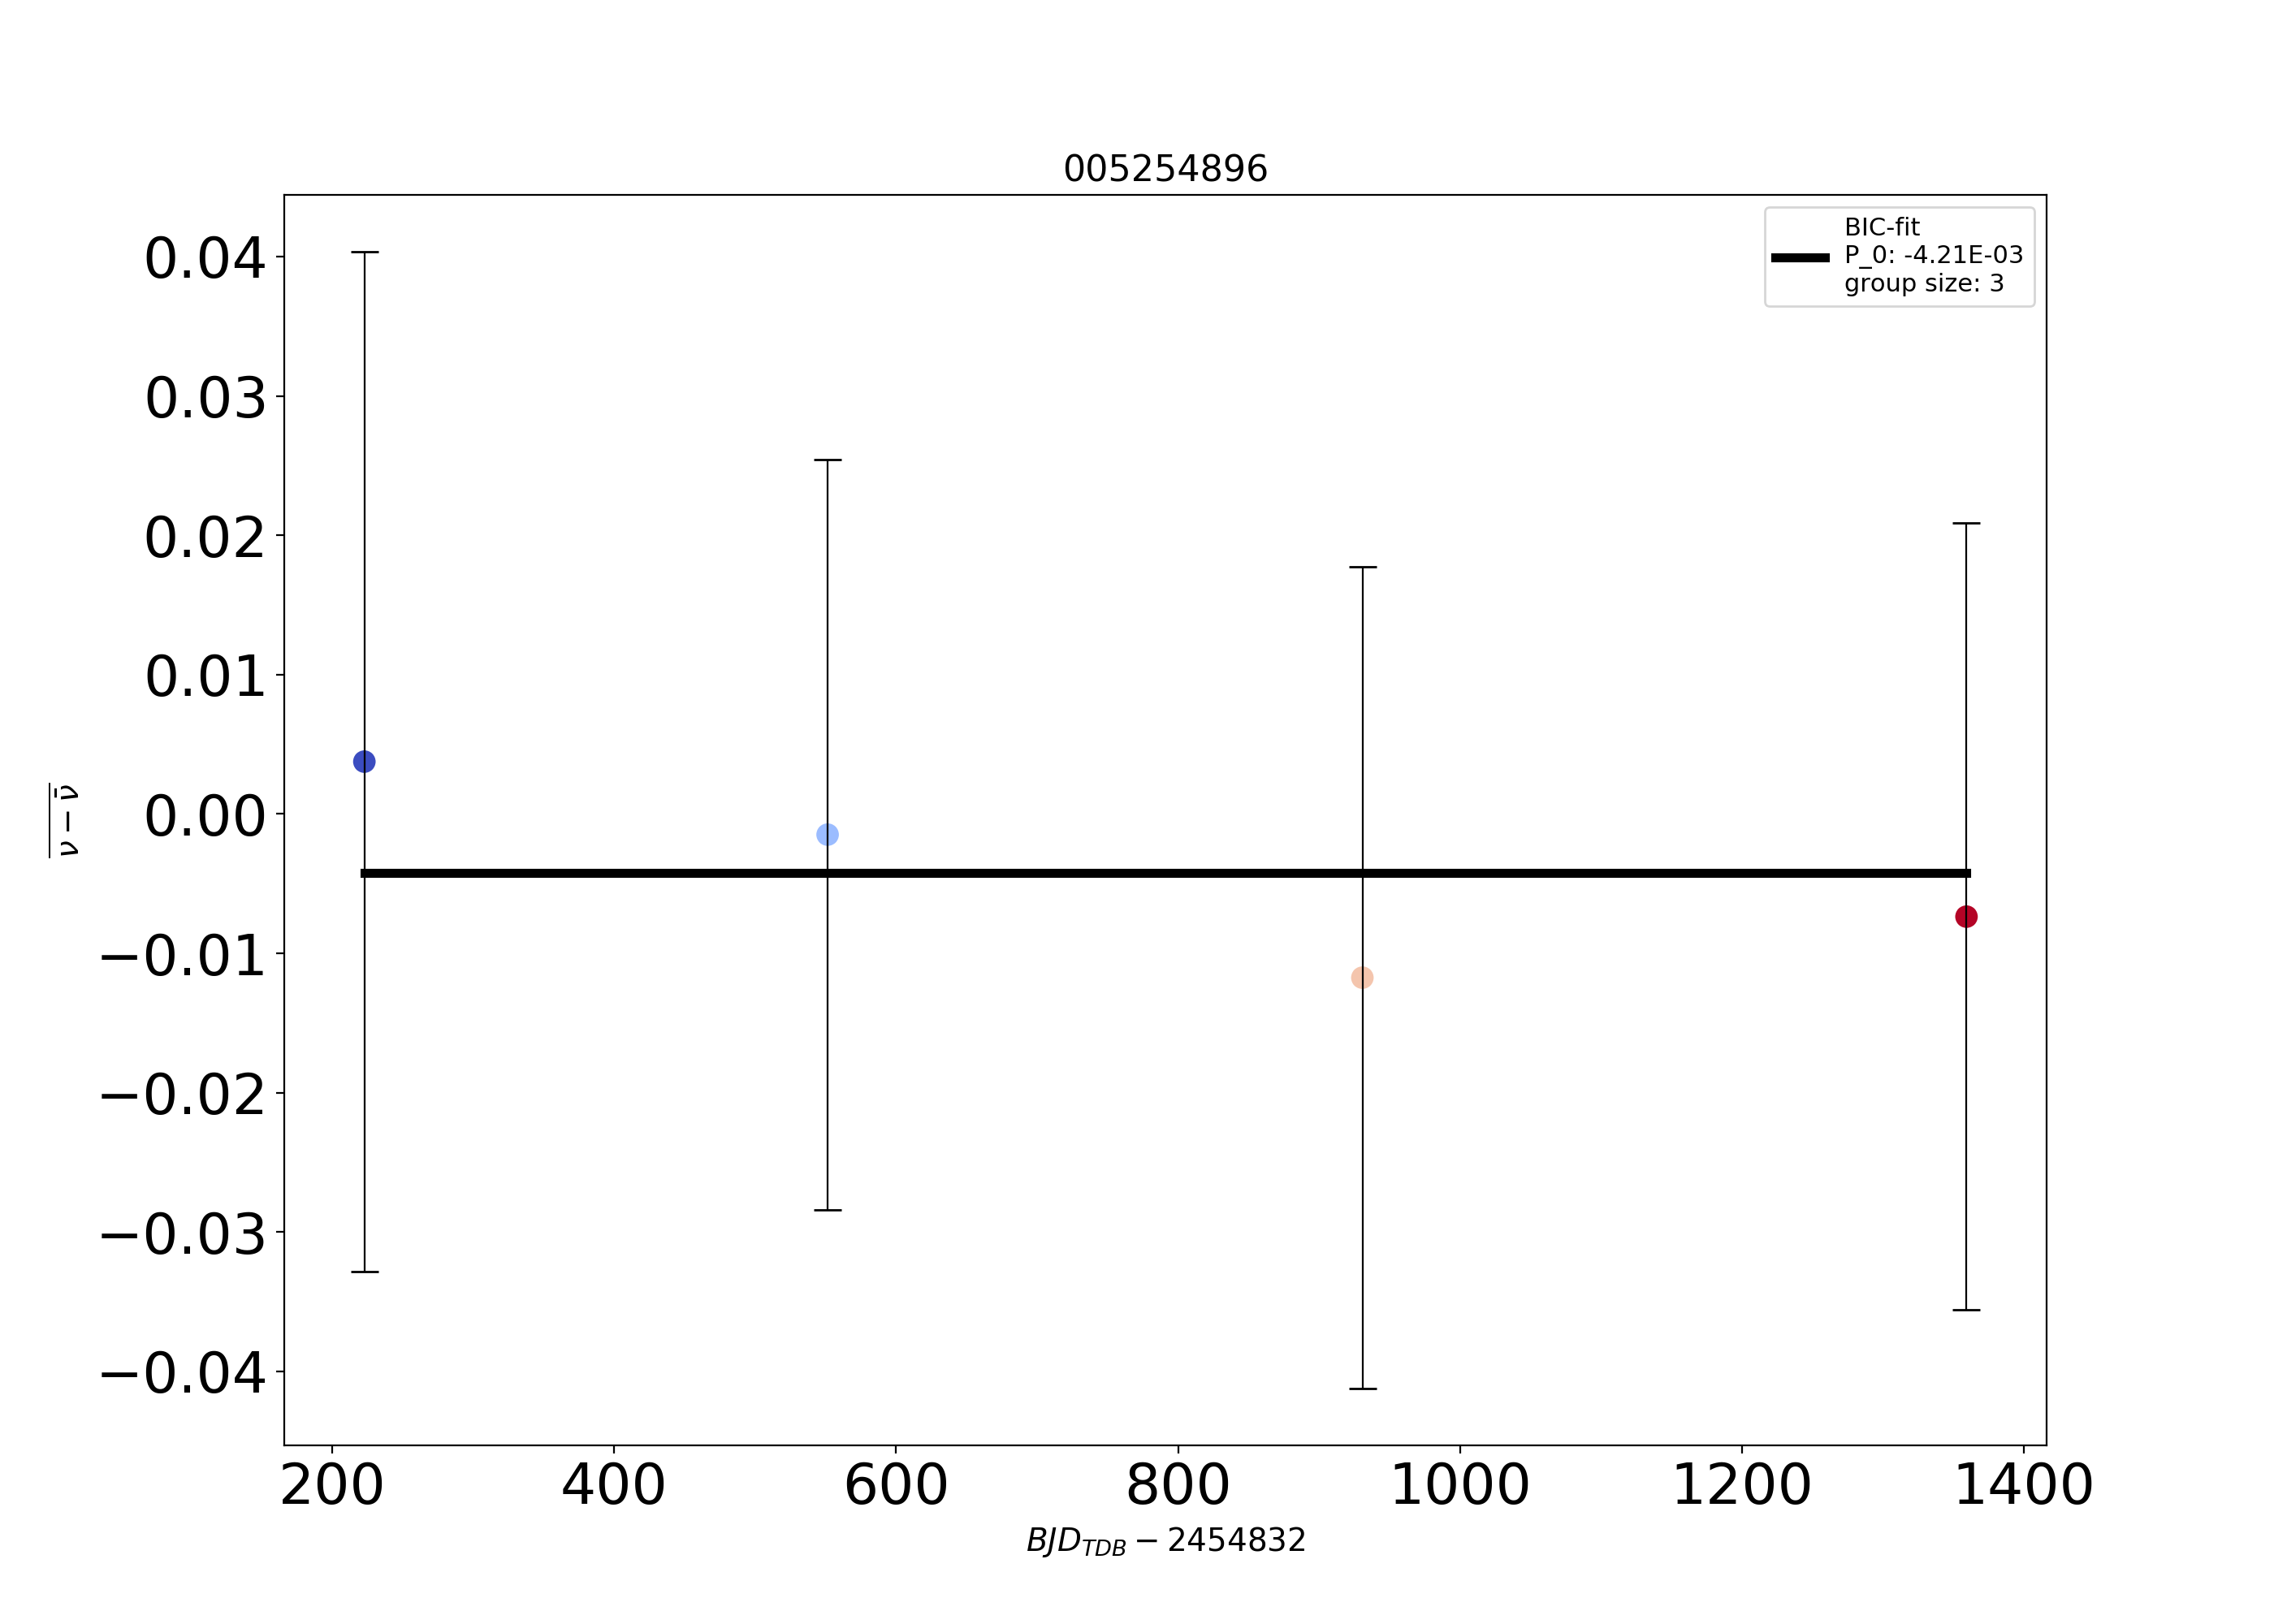 005254896
BIC-fit
P_0: -4.21E-03
group size: 3
0.04
0.03
0.02
0.01
0.00
−0.01
−0.02
−0.03
−0.04
ν − ν̄
200 400 600 800 1000 1200 1400
BJD_TDB − 2454832